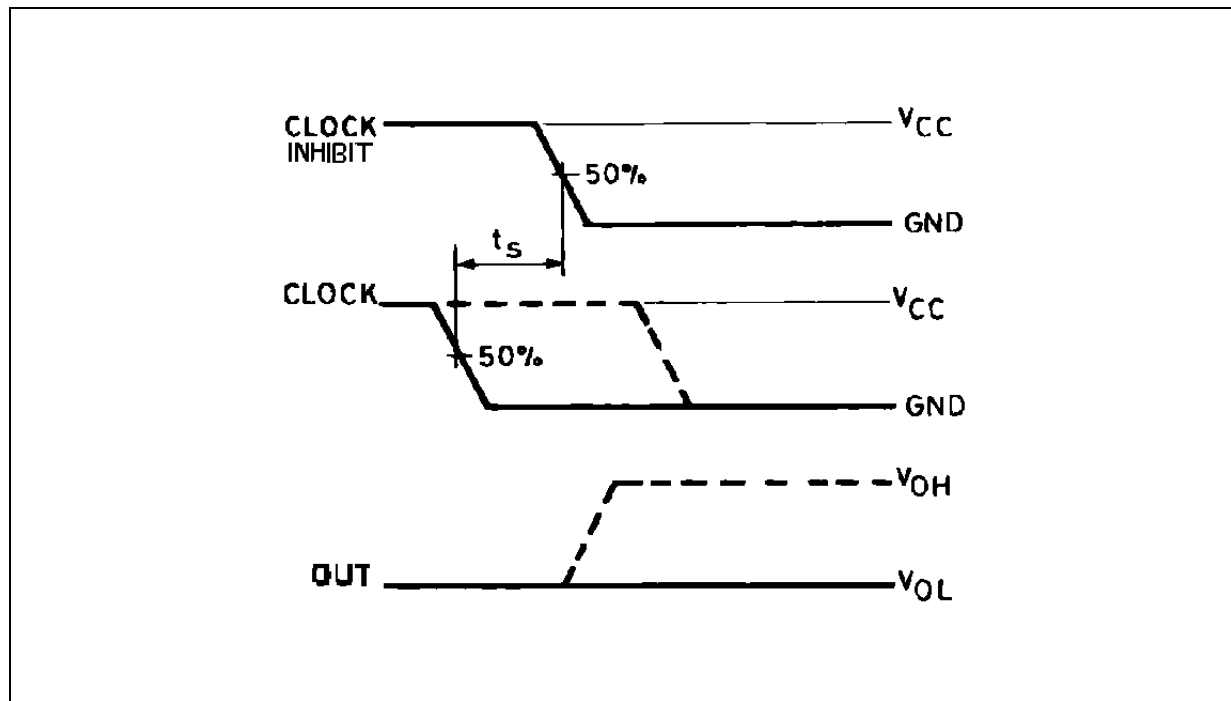 CLOCK
INHIBIT
VCC
50%
GND
ts
CLOCK
VCC
50%
GND
VOH
OUT
VOL